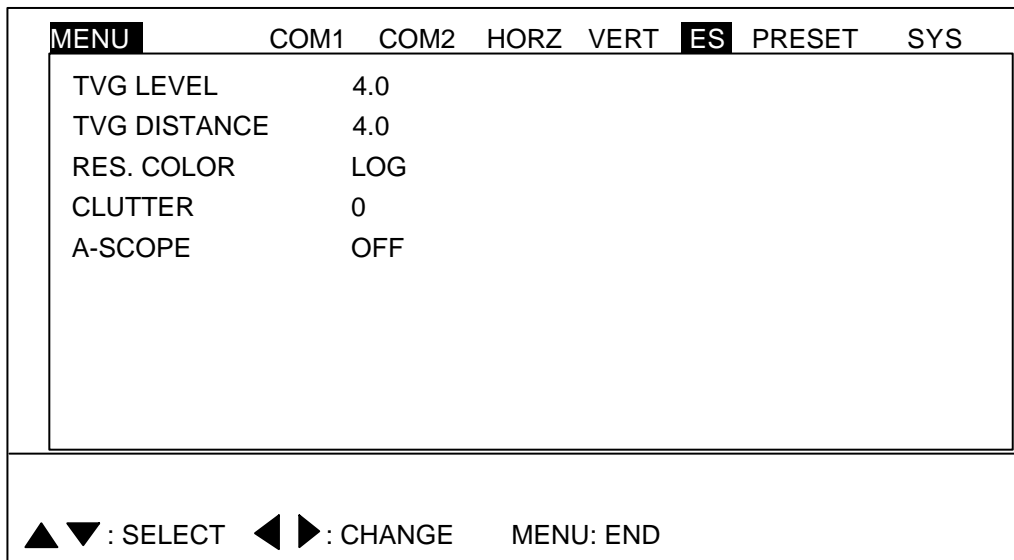 MENU COM1 COM2 HORZ VERT ES PRESET SYS
TVG LEVEL 4.0
TVG DISTANCE 4.0
RES. COLOR LOG
CLUTTER 0
A-SCOPE OFF
▲ ▼ : SELECT ◀ ▶ : CHANGE MENU: END